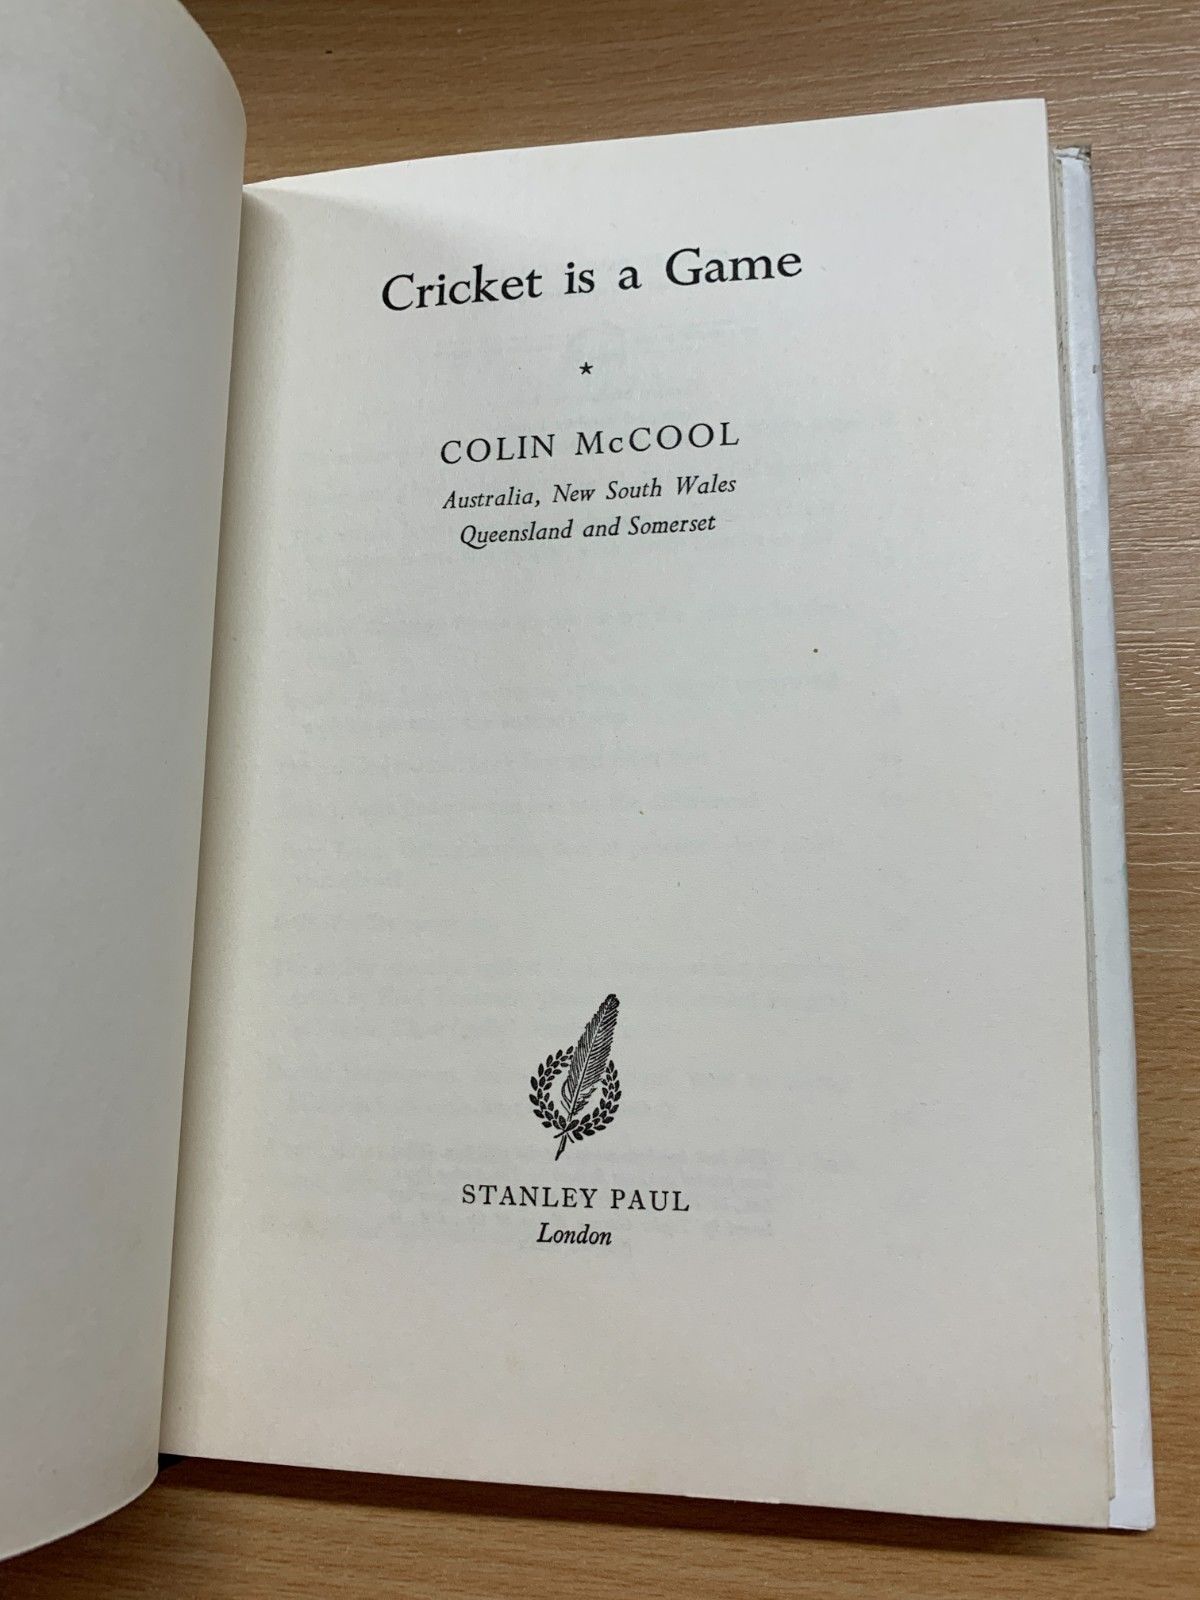 Cricket is a Game
★
COLIN McCOOL
Australia, New South Wales
Queensland and Somerset
STANLEY PAUL
London